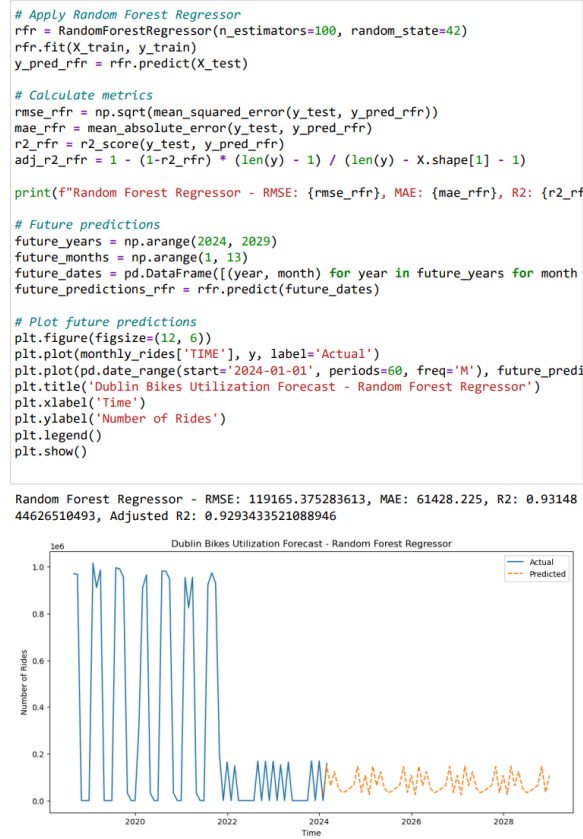 # Apply Random Forest Regressor
rfr = RandomForestRegressor(n_estimators=100, random_state=42)
rfr.fit(X_train, y_train)
y_pred_rfr = rfr.predict(X_test)
# Calculate metrics
rmse_rfr = np.sqrt(mean_squared_error(y_test, y_pred_rfr))
mae_rfr = mean_absolute_error(y_test, y_pred_rfr)
r2_rfr = r2_score(y_test, y_pred_rfr)
adj_r2_rfr = 1 - (1-r2_rfr) * (len(y) - 1) / (len(y) - X.shape[1] - 1)
print(f"Random Forest Regressor - RMSE: {rmse_rfr}, MAE: {mae_rfr}, R2: {r2_rf
# Future predictions
future_years = np.arange(2024, 2029)
future_months = np.arange(1, 13)
future_dates = pd.DataFrame([(year, month) for year in future_years for month
future_predictions_rfr = rfr.predict(future_dates)
# Plot future predictions
plt.figure(figsize=(12, 6))
plt.plot(monthly_rides['TIME'], y, label='Actual')
plt.plot(pd.date_range(start='2024-01-01', periods=60, freq='M'), future_predi
plt.title('Dublin Bikes Utilization Forecast - Random Forest Regressor')
plt.xlabel('Time')
plt.ylabel('Number of Rides')
plt.legend()
plt.show()
Random Forest Regressor - RMSE: 119165.375283613, MAE: 61428.225, R2: 0.93148
44626510493, Adjusted R2: 0.9293433521088946
Dublin Bikes Utilization Forecast - Random Forest Regressor
1e6
Actual
Predicted
1.0
0.8
0.6
0.4
0.2
0.0
Number of Rides
2020
2022
2024
2026
2028
Time